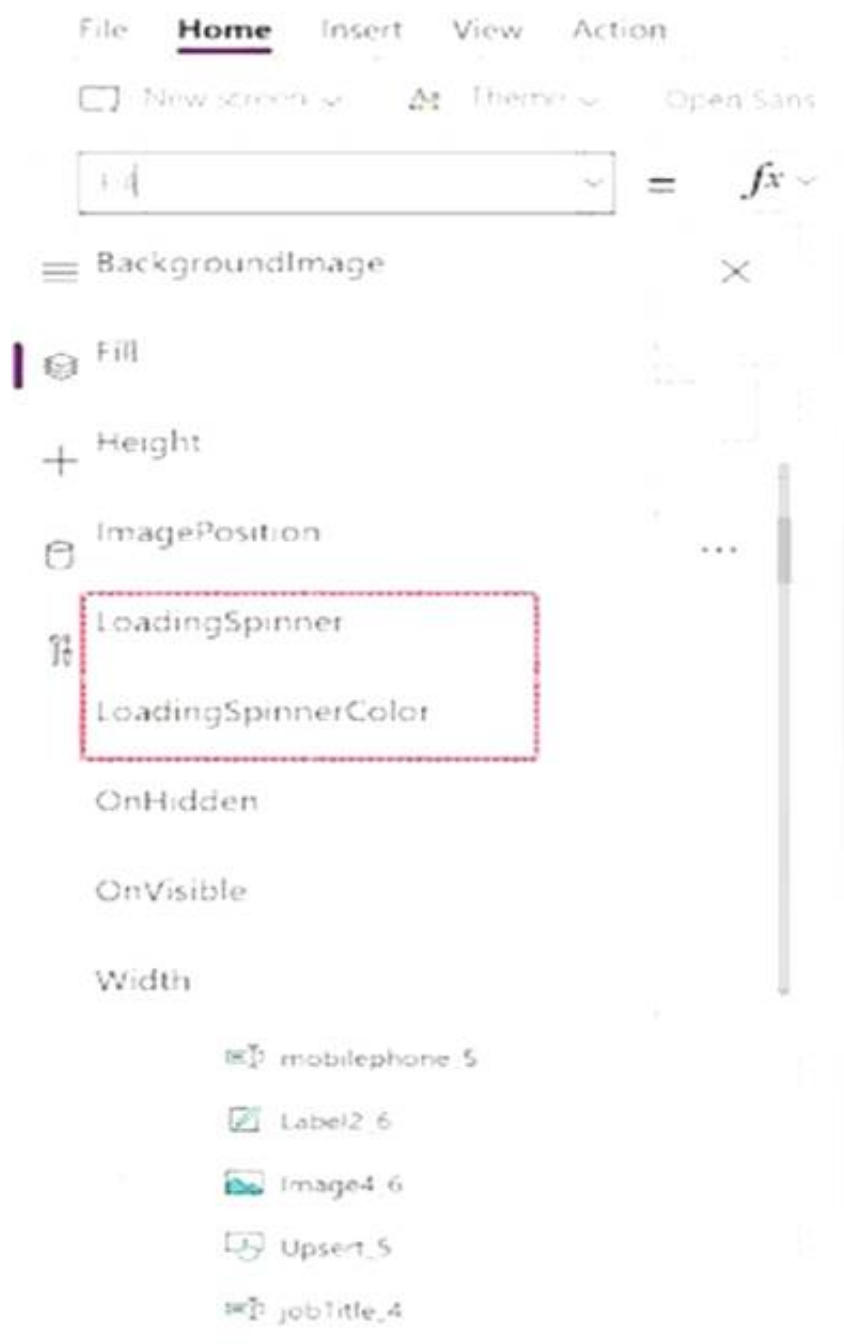 File Home Insert View Action
New screen Theme Open Sans
= fx
BackgroundImage
Fill
Height
ImagePosition
LoadingSpinner
LoadingSpinnerColor
OnHidden
OnVisible
Width
mobilephone_5
Label2_6
Image4_6
Upsert_5
jobTitle_4